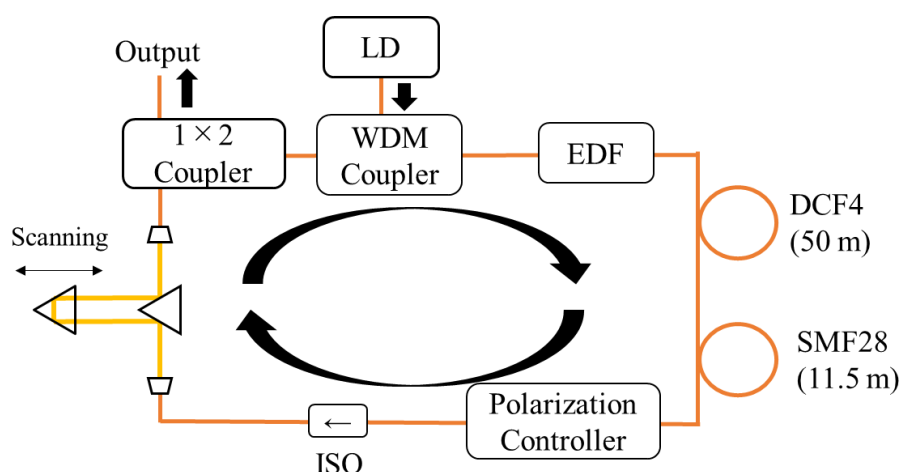 LD
Output
1 × 2
Coupler
WDM
Coupler
EDF
DCF4
(50 m)
Scanning
SMF28
(11.5 m)
Polarization
Controller
←
ISO